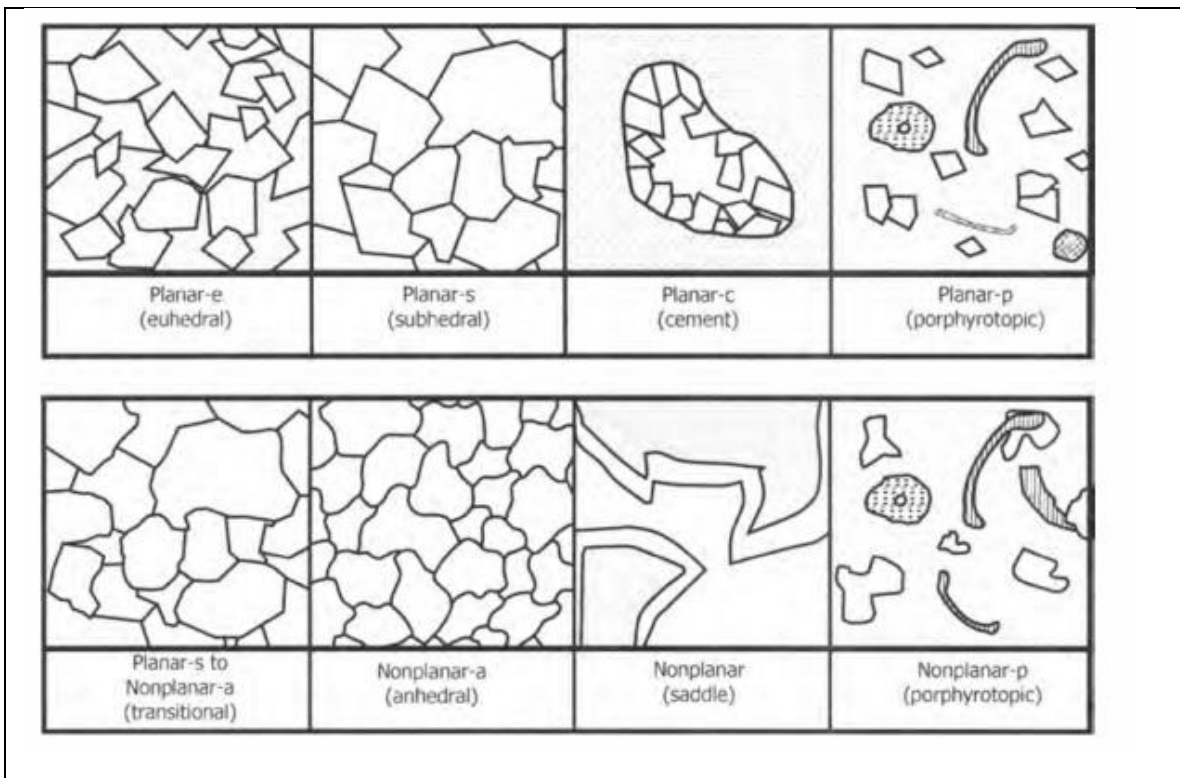 Planar-e
(euhedral)
Planar-s
(subhedral)
Planar-c
(cement)
Planar-p
(porphyrotopic)
Planar-s to
Nonplanar-a
(transitional)
Nonplanar-a
(anhedral)
Nonplanar
(saddle)
Nonplanar-p
(porphyrotopic)